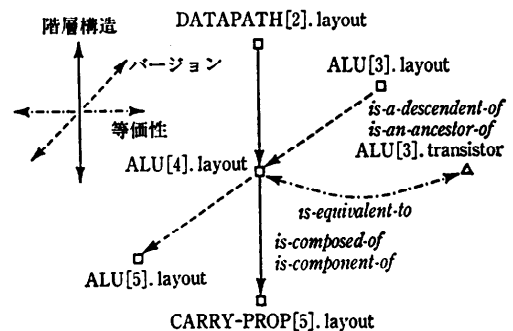 階層構造
DATAPATH[2]. layout
バージョン
ALU[3]. layout
is-a-descendent-of
is-an-ancestor-of
等価性
ALU[3]. transistor
ALU[4]. layout
is-equivalent-to
is-composed-of
is-component-of
ALU[5]. layout
CARRY-PROP[5]. layout